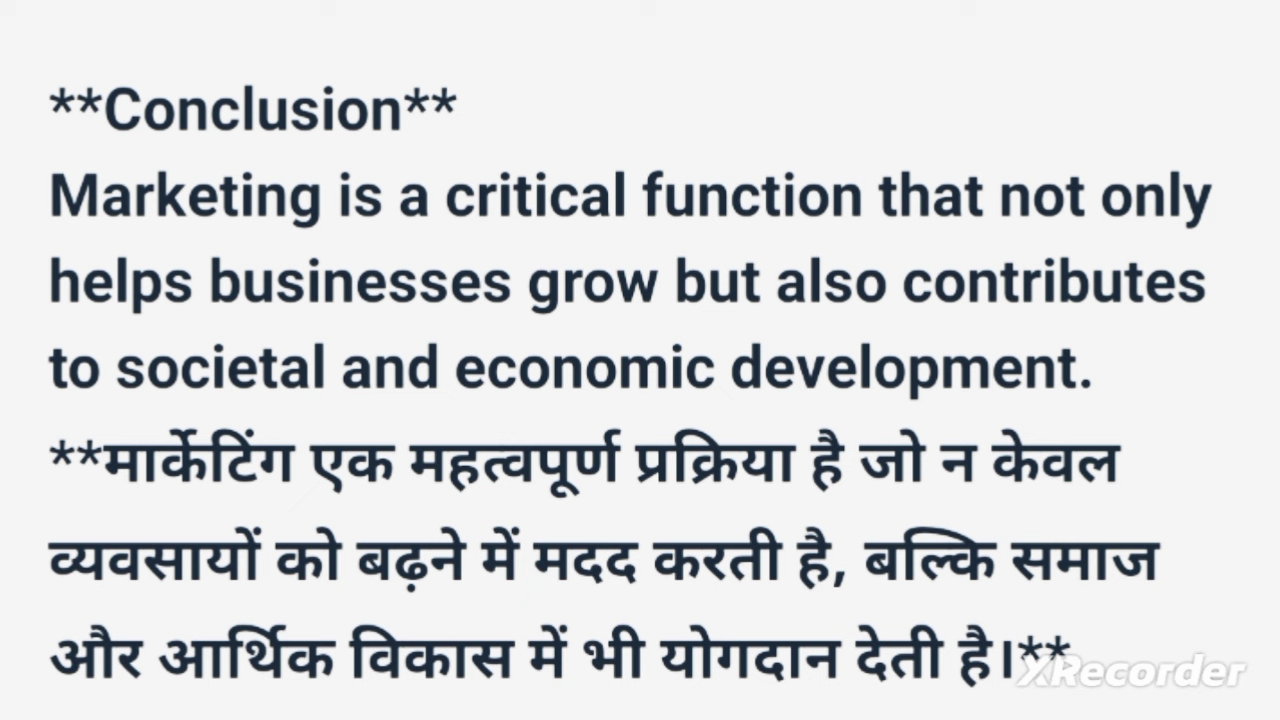 **Conclusion**
Marketing is a critical function that not only
helps businesses grow but also contributes
to societal and economic development.
**मार्केटिंग एक महत्वपूर्ण प्रक्रिया है जो न केवल
व्यवसायों को बढ़ने में मदद करती है, बल्कि समाज
और आर्थिक विकास में भी योगदान देती है।**
XRecorder